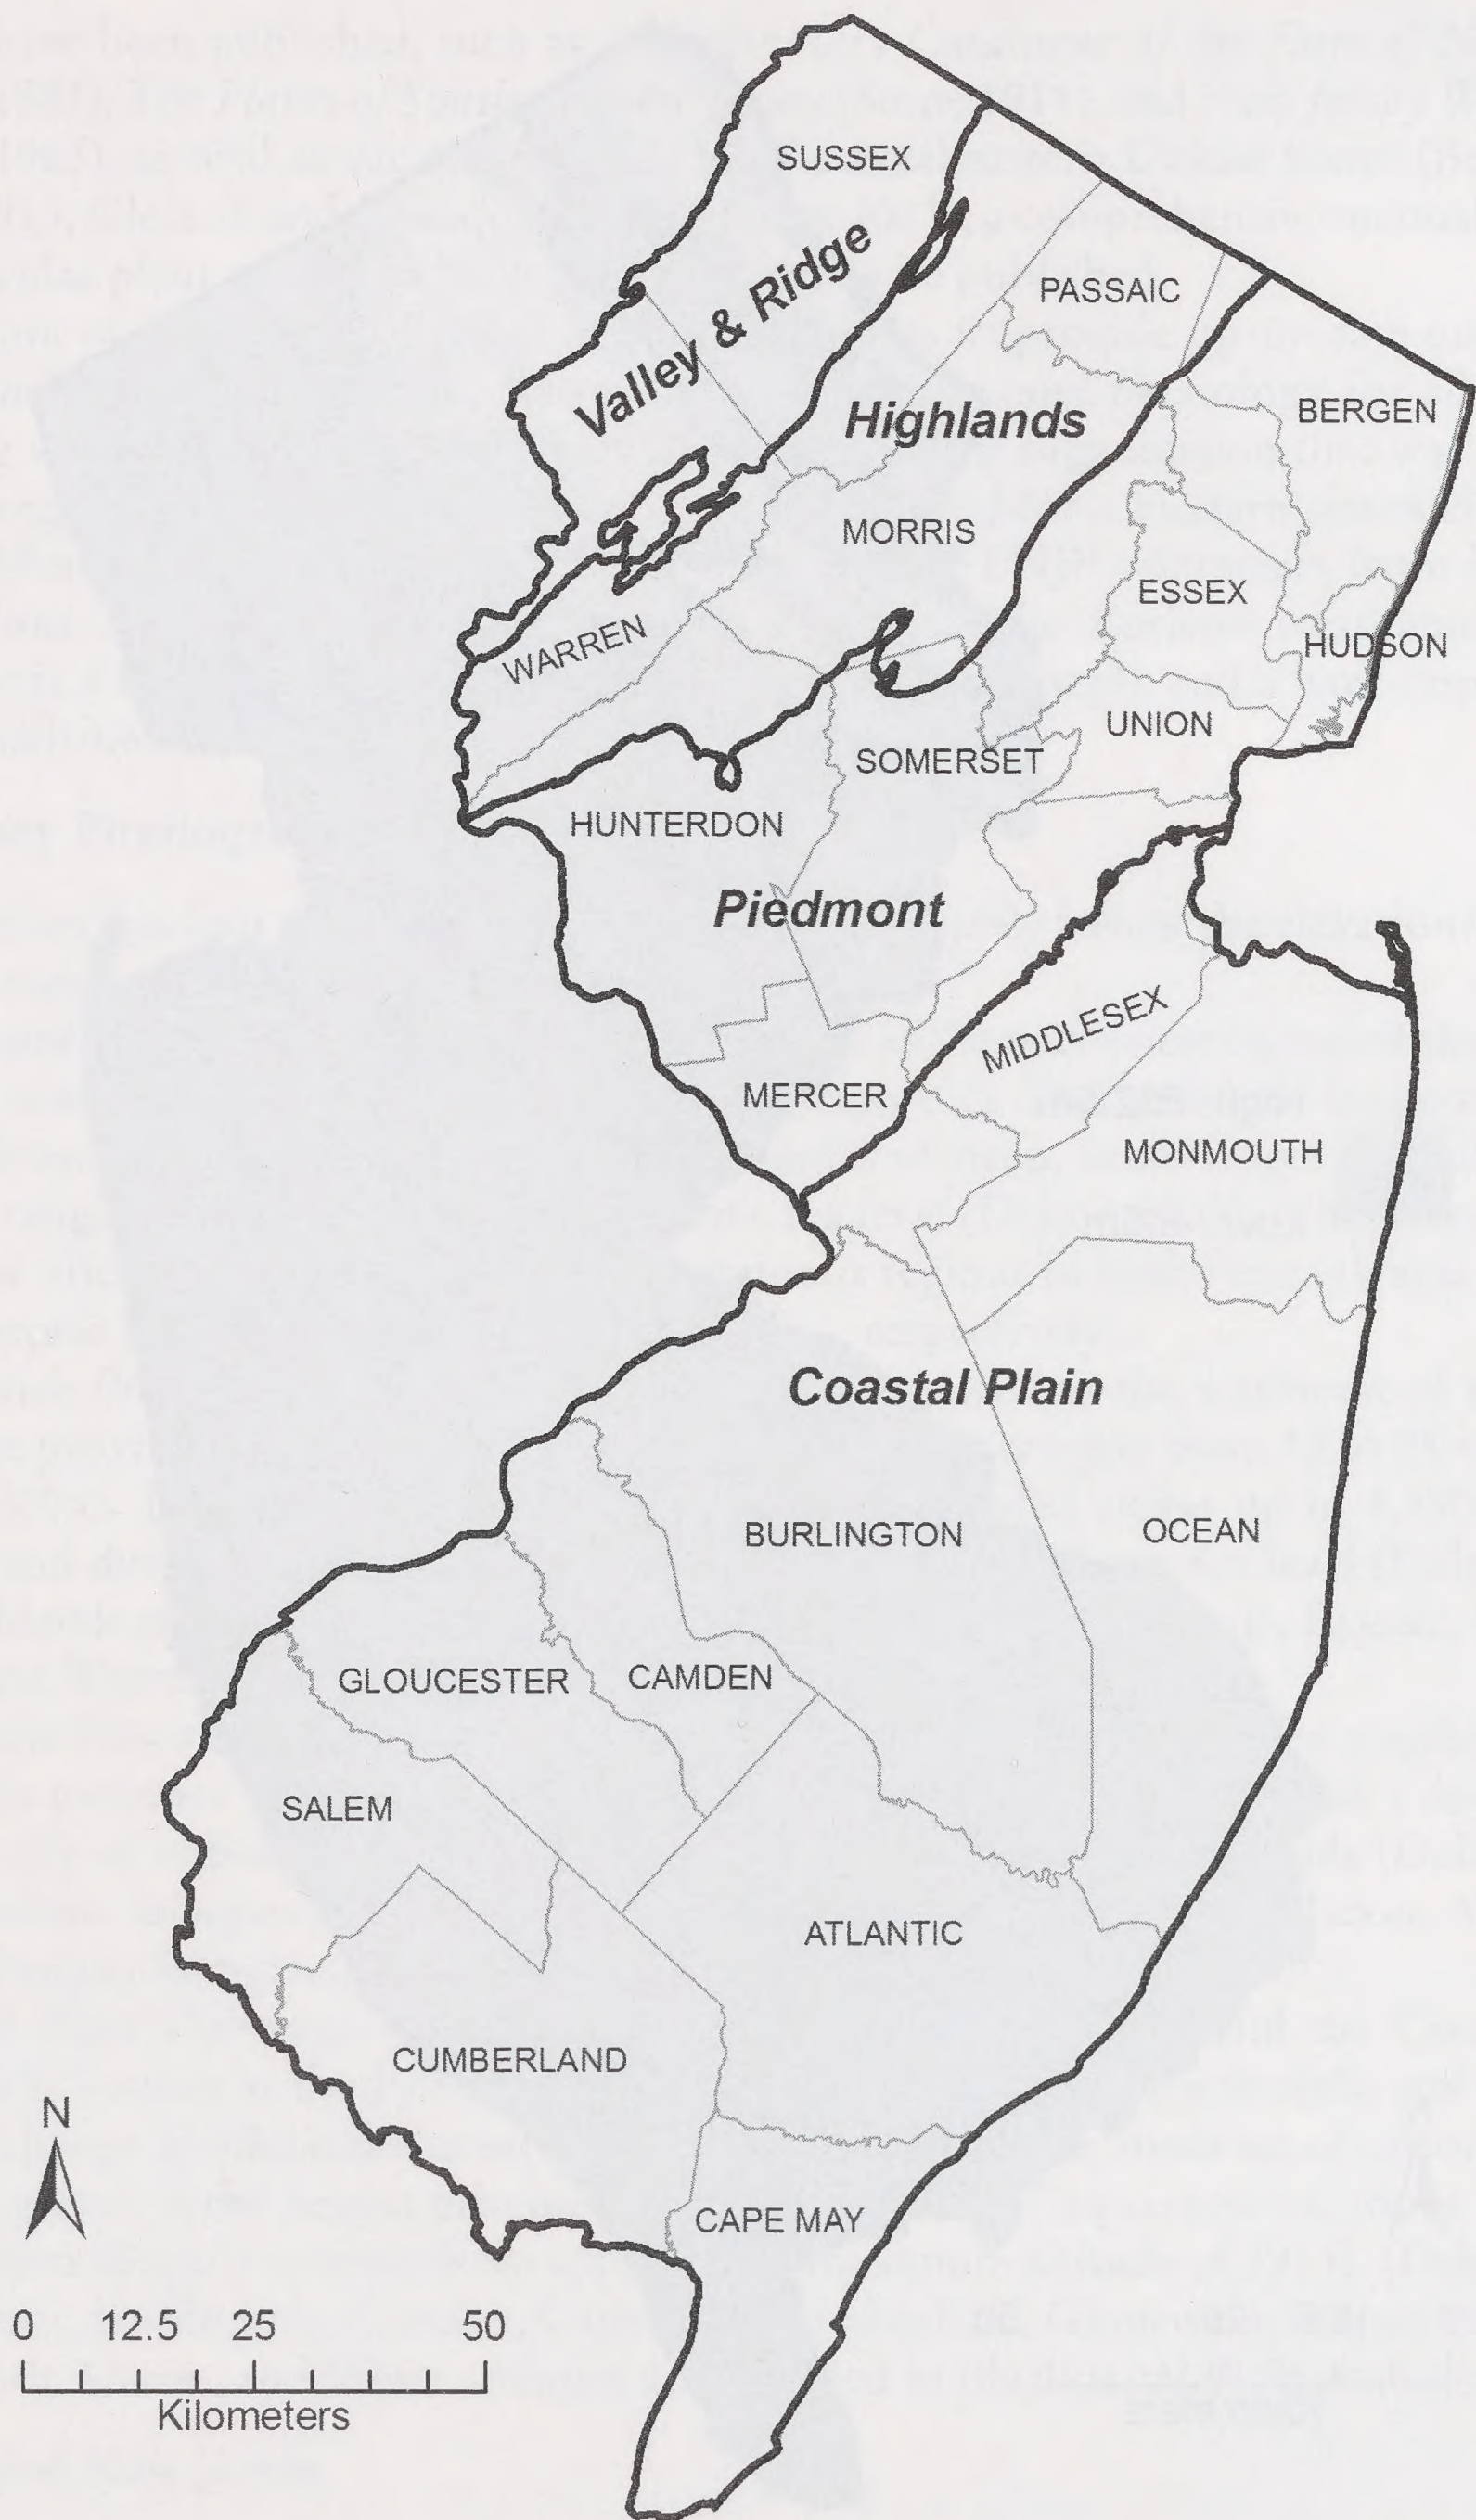 SUSSEX
PASSAIC
Valley & Ridge
Highlands
BERGEN
MORRIS
ESSEX
WARREN
HUDSON
UNION
SOMERSET
HUNTERDON
Piedmont
MIDDLESEX
MERCER
MONMOUTH
Coastal Plain
BURLINGTON
OCEAN
GLOUCESTER
CAMDEN
SALEM
ATLANTIC
CUMBERLAND
CAPE MAY
N
0 12.5 25 50
Kilometers